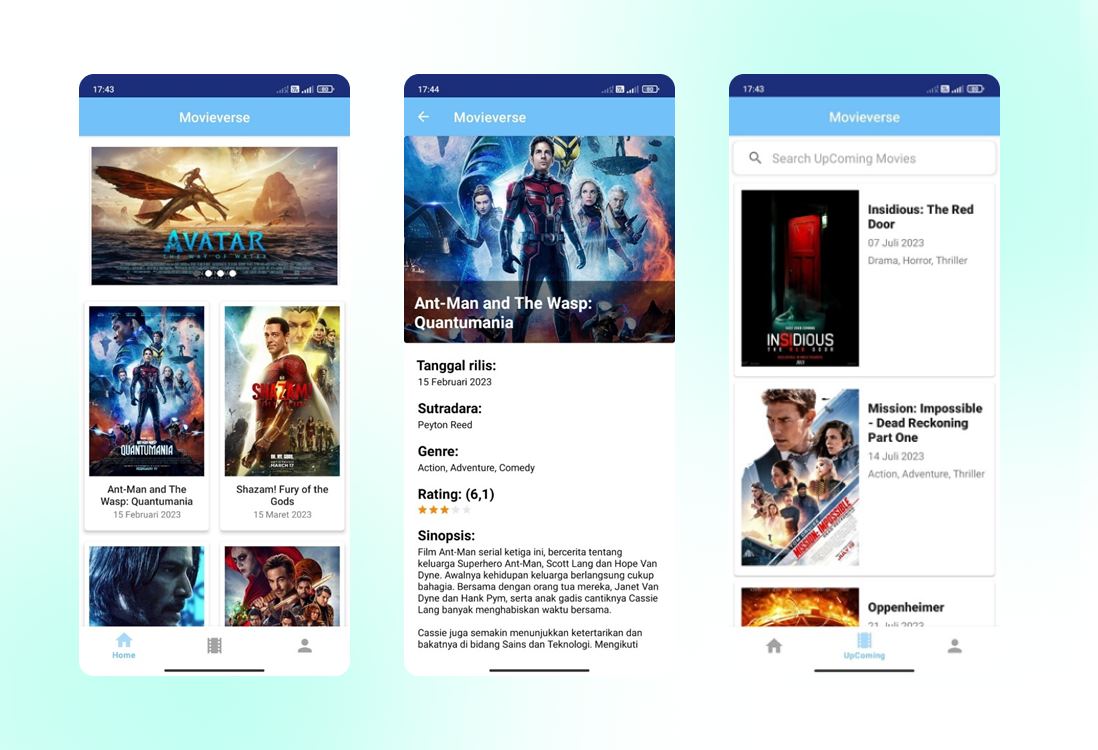 17:43
Movieverse
AVATAR
THE WAY OF WATER
QUANTUMANIA
SHAZAM!
MARCH 17
Ant-Man and The
Wasp: Quantumania
15 Februari 2023
Shazam! Fury of the
Gods
15 Maret 2023
Home
17:44
Movieverse
Ant-Man and The Wasp:
Quantumania
Tanggal rilis:
15 Februari 2023
Sutradara:
Peyton Reed
Genre:
Action, Adventure, Comedy
Rating: (6,1)
Sinopsis:
Film Ant-Man serial ketiga ini, bercerita tentang
keluarga Superhero Ant-Man, Scott Lang dan Hope Van
Dyne. Awalnya kehidupan keluarga berlangsung cukup
bahagia. Bersama dengan orang tua mereka, Janet Van
Dyne dan Hank Pym, serta anak gadis cantiknya Cassie
Lang banyak menghabiskan waktu bersama.
Cassie juga semakin menunjukkan ketertarikan dan
bakatnya di bidang Sains dan Teknologi. Mengikuti
17:43
Movieverse
Search UpComing Movies
INSIDIOUS
THE RED DOOR
Insidious: The Red
Door
07 Juli 2023
Drama, Horror, Thriller
MISSION: IMPOSSIBLE
Mission: Impossible
- Dead Reckoning
Part One
14 Juli 2023
Action, Adventure, Thriller
Oppenheimer
21 Juli 2023
UpComing